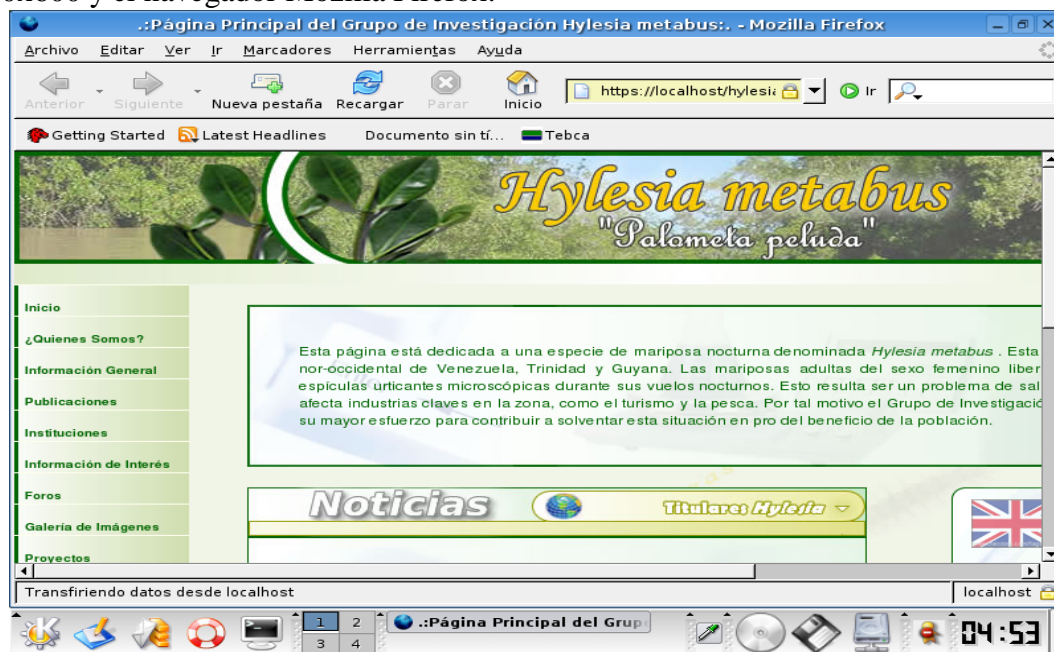 y el navegador Mozilla Firefox.
.:Página Principal del Grupo de Investigación Hylesia metabus:. - Mozilla Firefox
Archivo Editar Ver Ir Marcadores Herramientas Ayuda
Anterior Siguiente Nueva pestaña Recargar Parar Inicio https://localhost/hylesia Ir
Getting Started Latest Headlines Documento sin tí... Tebca
Hylesia metabus
"Palometa peluda"
Inicio
¿Quienes Somos?
Información General
Publicaciones
Instituciones
Información de Interés
Foros
Galería de Imágenes
Proyectos
Esta página está dedicada a una especie de mariposa nocturna denominada Hylesia metabus . Esta
nor-occidental de Venezuela, Trinidad y Guyana. Las mariposas adultas del sexo femenino liber
espículas urticantes microscópicas durante sus vuelos nocturnos. Esto resulta ser un problema de sal
afecta industrias claves en la zona, como el turismo y la pesca. Por tal motivo el Grupo de Investigació
su mayor esfuerzo para contribuir a solventar esta situación en pro del beneficio de la población.
Noticias Titulares Hylesia
Transfiriendo datos desde localhost localhost
1 2 .:Página Principal del Grup 04:53
3 4